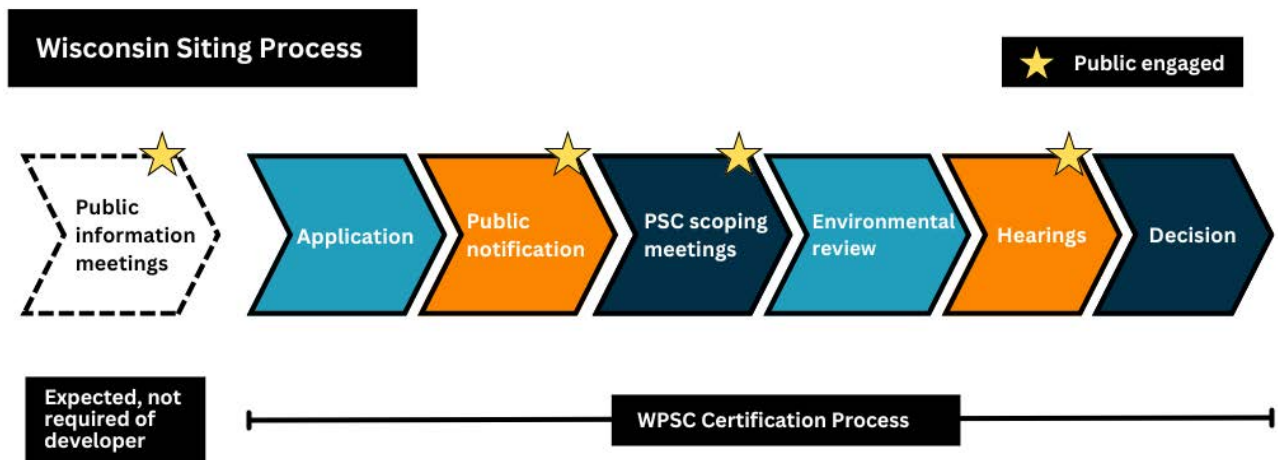 Wisconsin Siting Process
Public engaged
Public
information
meetings
Application
Public
notification
PSC scoping
meetings
Environmental
review
Hearings
Decision
Expected, not
required of
developer
WPSC Certification Process